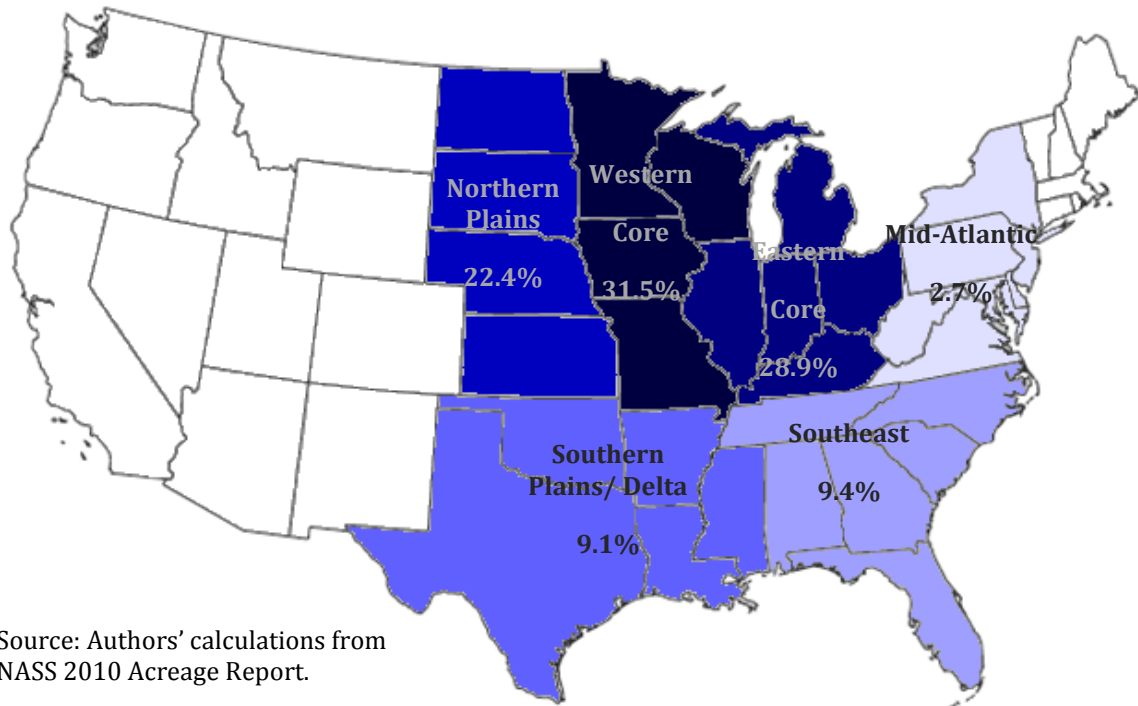 Northern
Plains
22.4%
Western
Core
31.5%
Eastern
Core
28.9%
Mid-Atlantic
2.7%
Southern
Plains/ Delta
9.1%
Southeast
9.4%
Source: Authors’ calculations from
NASS 2010 Acreage Report.